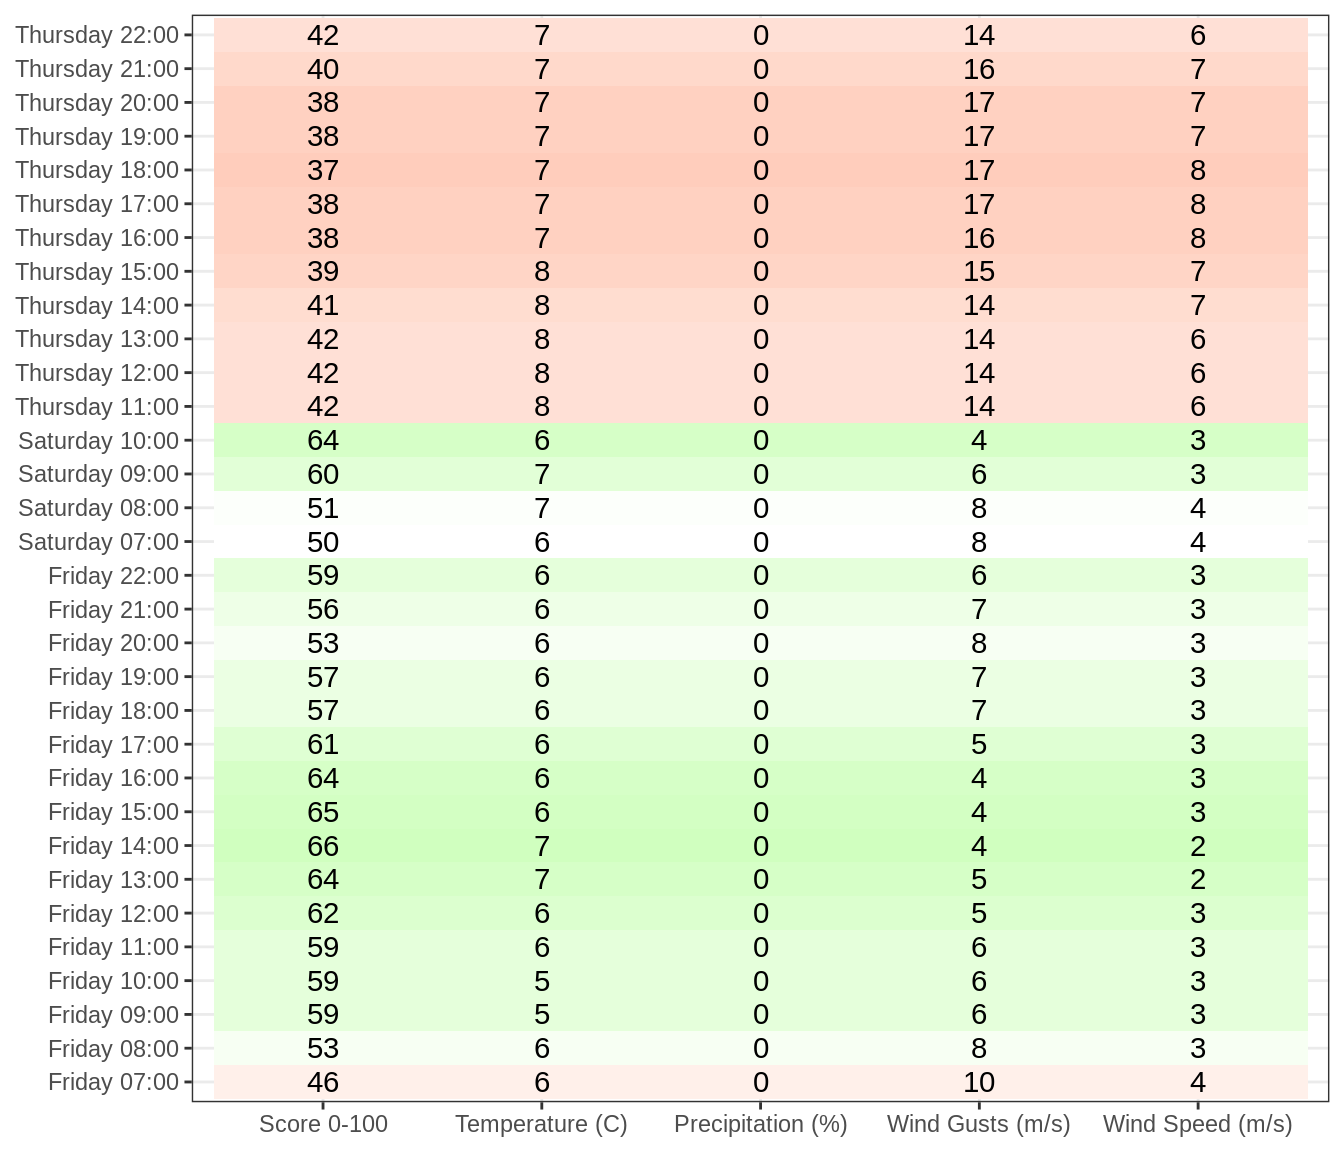 Thursday 22:00 42 7 0 14 6
Thursday 21:00 40 7 0 16 7
Thursday 20:00 38 7 0 17 7
Thursday 19:00 38 7 0 17 7
Thursday 18:00 37 7 0 17 8
Thursday 17:00 38 7 0 17 8
Thursday 16:00 38 7 0 16 8
Thursday 15:00 39 8 0 15 7
Thursday 14:00 41 8 0 14 7
Thursday 13:00 42 8 0 14 6
Thursday 12:00 42 8 0 14 6
Thursday 11:00 42 8 0 14 6
Saturday 10:00 64 6 0 4 3
Saturday 09:00 60 7 0 6 3
Saturday 08:00 51 7 0 8 4
Saturday 07:00 50 6 0 8 4
Friday 22:00 59 6 0 6 3
Friday 21:00 56 6 0 7 3
Friday 20:00 53 6 0 8 3
Friday 19:00 57 6 0 7 3
Friday 18:00 57 6 0 7 3
Friday 17:00 61 6 0 5 3
Friday 16:00 64 6 0 4 3
Friday 15:00 65 6 0 4 3
Friday 14:00 66 7 0 4 2
Friday 13:00 64 7 0 5 2
Friday 12:00 62 6 0 5 3
Friday 11:00 59 6 0 6 3
Friday 10:00 59 5 0 6 3
Friday 09:00 59 5 0 6 3
Friday 08:00 53 6 0 8 3
Friday 07:00 46 6 0 10 4
Score 0-100 Temperature (C) Precipitation (%) Wind Gusts (m/s) Wind Speed (m/s)